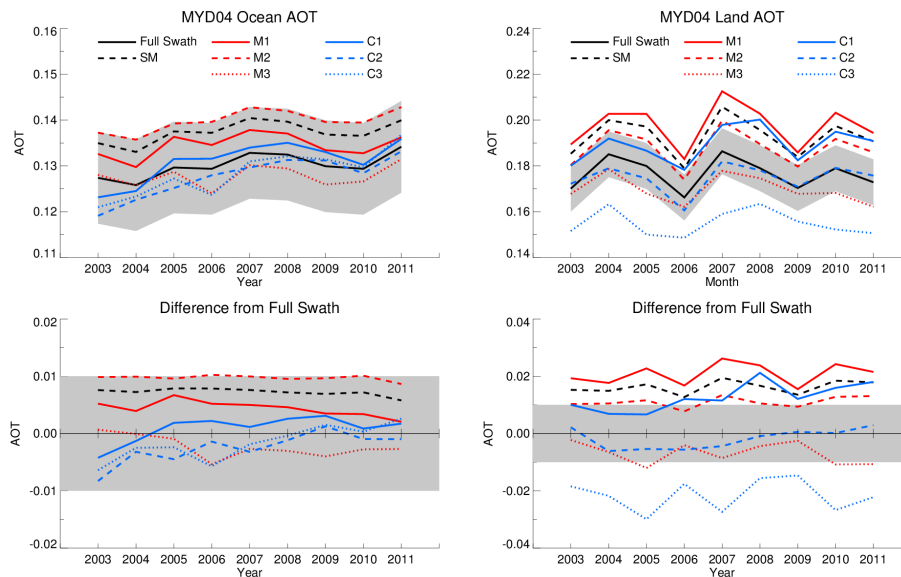 MYD04 Ocean AOT
0.16
0.15
0.14
0.13
0.12
0.11
AOT
Full Swath
SM
M1
M2
M3
C1
C2
C3
2003 2004 2005 2006 2007 2008 2009 2010 2011
Year
MYD04 Land AOT
0.22
0.20
0.18
0.16
0.14
AOT
Full Swath
SM
M1
M2
M3
C1
C2
C3
2003 2004 2005 2006 2007 2008 2009 2010 2011
Month
Difference from Full Swath
0.02
0.01
0.00
-0.01
-0.02
AOT
2003 2004 2005 2006 2007 2008 2009 2010 2011
Year
Difference from Full Swath
0.04
0.02
0.00
-0.02
-0.04
AOT
2003 2004 2005 2006 2007 2008 2009 2010 2011
Year